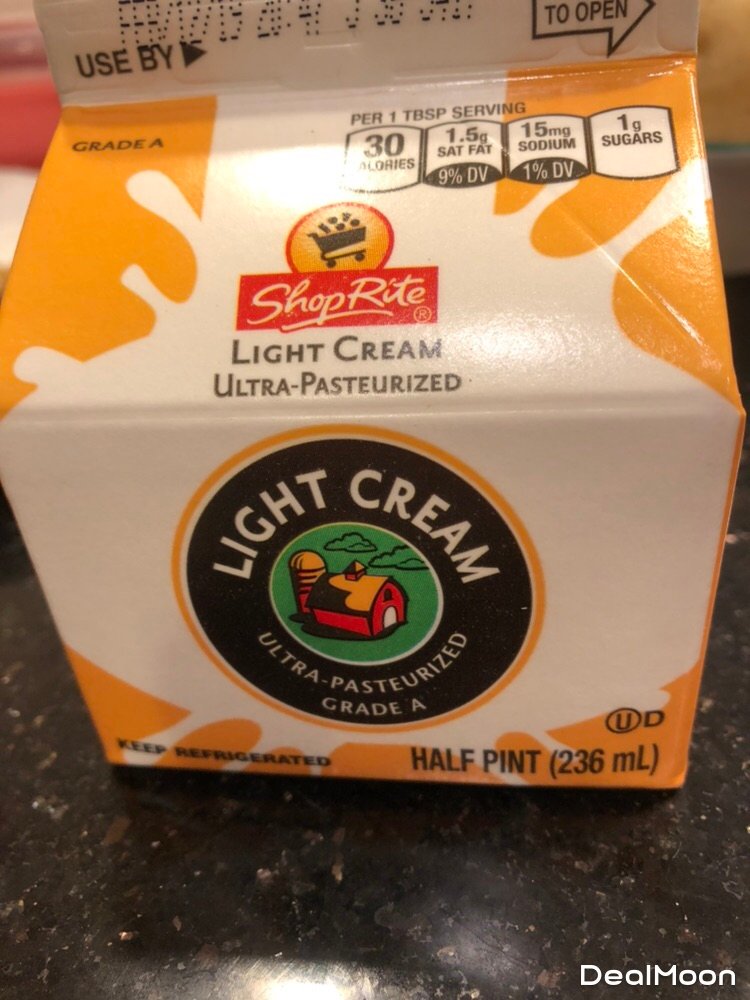 TO OPEN
USE BY
PER 1 TBSP SERVING
GRADE A
30 CALORIES
1.5g SAT FAT 9% DV
15mg SODIUM 1% DV
1g SUGARS
ShopRite®
LIGHT CREAM
ULTRA-PASTEURIZED
LIGHT CREAM
ULTRA-PASTEURIZED
GRADE A
UD
KEEP REFRIGERATED
HALF PINT (236 mL)
DealMoon